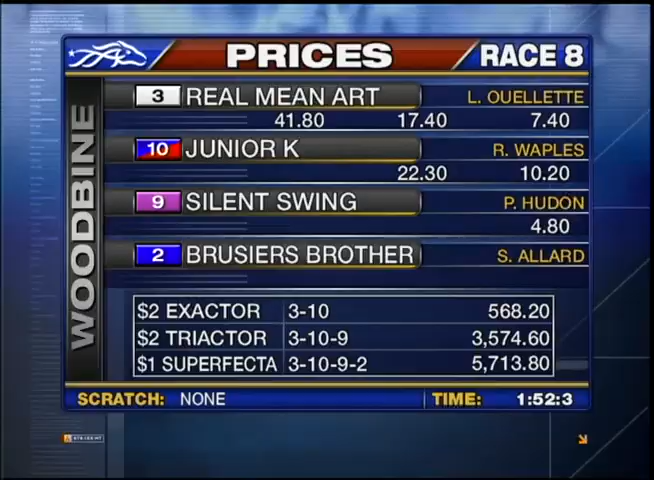 PRICES RACE 8
WOODBINE
3 REAL MEAN ART L. OUELLETTE
41.80 17.40 7.40
10 JUNIOR K R. WAPLES
22.30 10.20
9 SILENT SWING P. HUDON
4.80
2 BRUSIERS BROTHER S. ALLARD
$2 EXACTOR 3-10 568.20
$2 TRIACTOR 3-10-9 3,574.60
$1 SUPERFECTA 3-10-9-2 5,713.80
SCRATCH: NONE TIME: 1:52:3